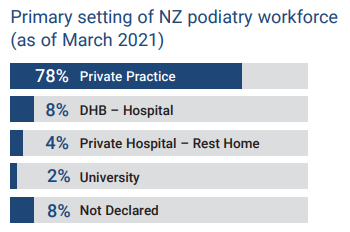 Primary setting of NZ podiatry workforce
(as of March 2021)
78% Private Practice
8% DHB – Hospital
4% Private Hospital – Rest Home
2% University
8% Not Declared